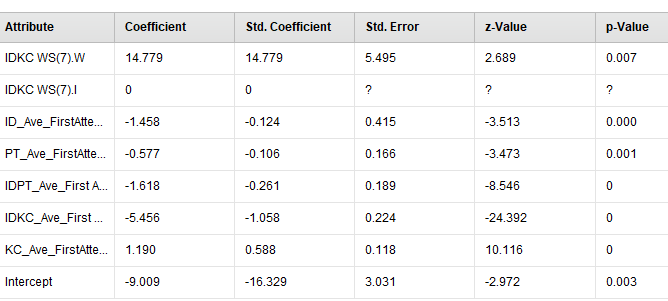 Attribute Coefficient Std. Coefficient Std. Error z-Value p-Value
IDKC WS(7).W 14.779 14.779 5.495 2.689 0.007
IDKC WS(7).I 0 0 ? ? ?
ID_Ave_FirstAtte... -1.458 -0.124 0.415 -3.513 0.000
PT_Ave_FirstAtte... -0.577 -0.106 0.166 -3.473 0.001
IDPT_Ave_First A... -1.618 -0.261 0.189 -8.546 0
IDKC_Ave_First ... -5.456 -1.058 0.224 -24.392 0
KC_Ave_FirstAtte... 1.190 0.588 0.118 10.116 0
Intercept -9.009 -16.329 3.031 -2.972 0.003